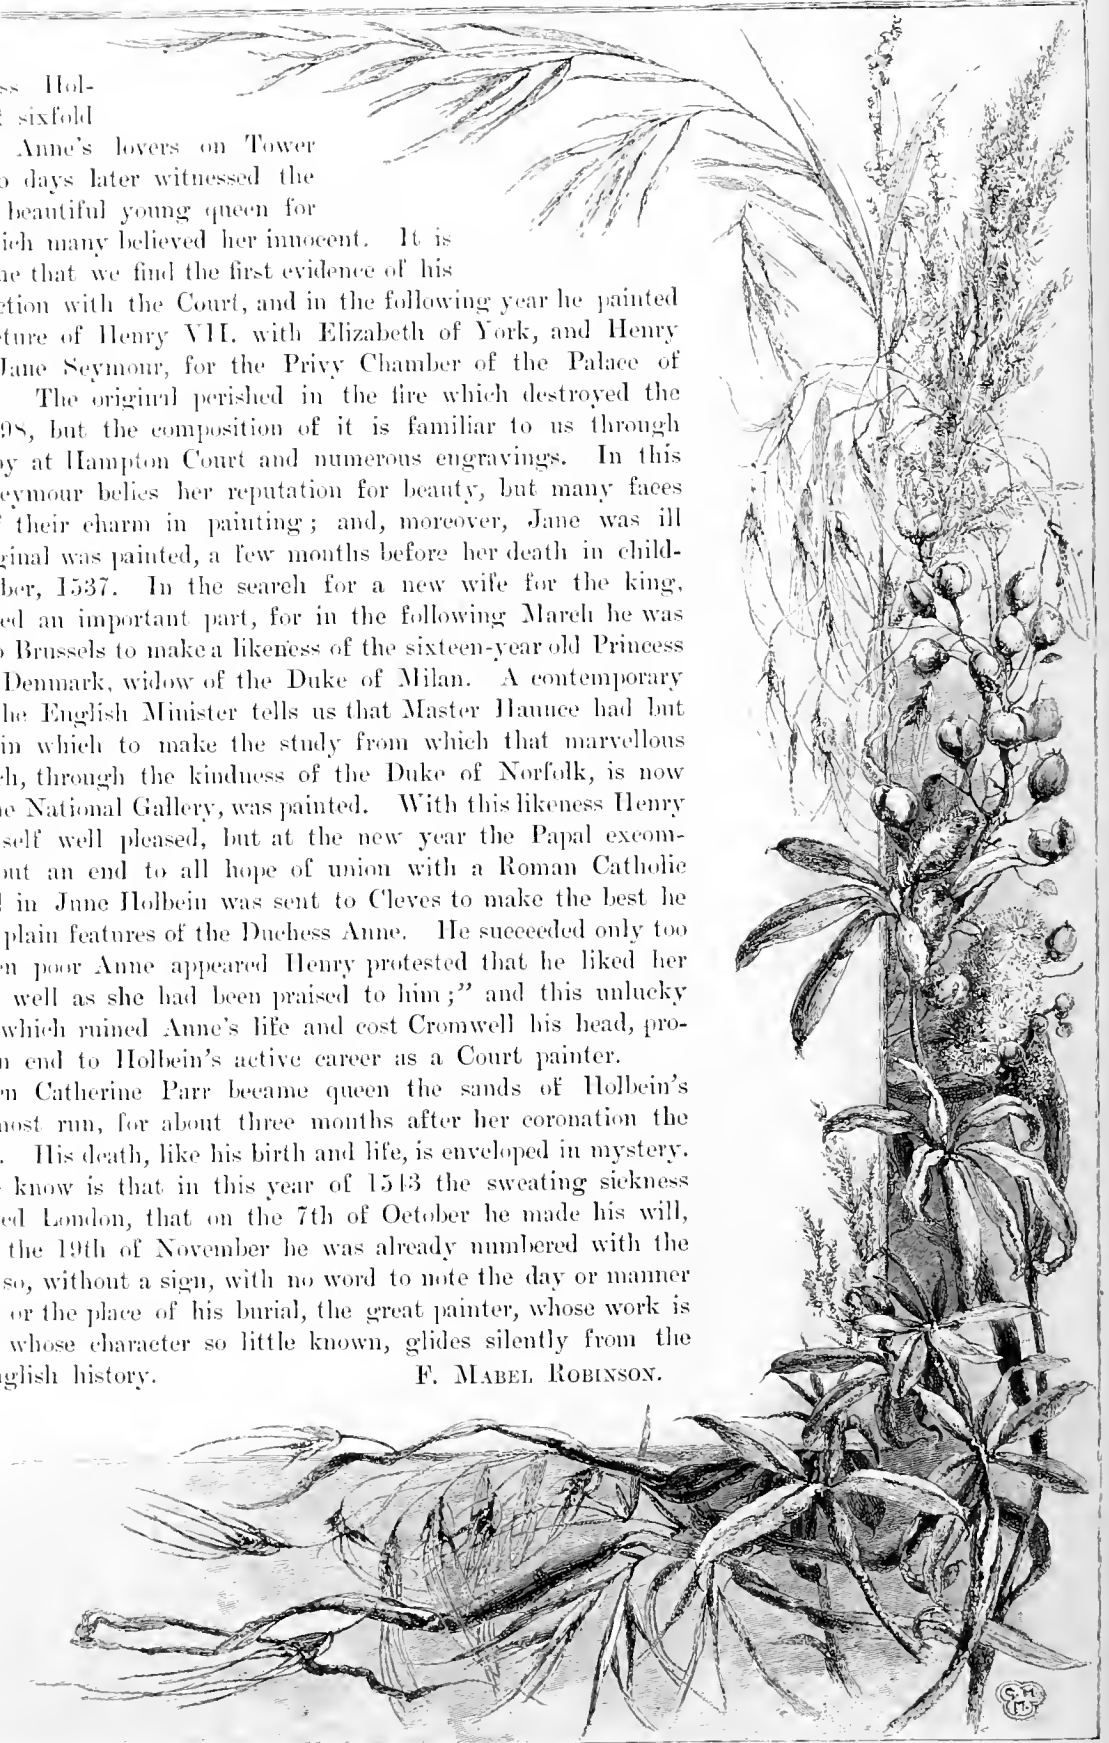 ss Hol-
sixfold
Anne's lovers on Tower
o days later witnessed the
beautiful young queen for
ich many believed her innocent. It is
ne that we find the first evidence of his
ction with the Court, and in the following year he painted
cture of Henry VII. with Elizabeth of York, and Henry
Jane Seymour, for the Privy Chamber of the Palace of
The original perished in the fire which destroyed the
98, but the composition of it is familiar to us through
py at Hampton Court and numerous engravings. In this
eymour belies her reputation for beauty, but many faces
f their charm in painting; and, moreover, Jane was ill
ginal was painted, a few months before her death in child-
ber, 1537. In the search for a new wife for the king,
ed an important part, for in the following March he was
o Brussels to make a likeness of the sixteen-year old Princess
Denmark, widow of the Duke of Milan. A contemporary
he English Minister tells us that Master Haunce had but
in which to make the study from which that marvellous
ch, through the kindness of the Duke of Norfolk, is now
he National Gallery, was painted. With this likeness Henry
self well pleased, but at the new year the Papal excom-
put an end to all hope of union with a Roman Catholic
d in June Holbein was sent to Cleves to make the best he
plain features of the Duchess Anne. He succeeded only too
en poor Anne appeared Henry protested that he liked her
well as she had been praised to him;" and this unlucky
which ruined Anne's life and cost Cromwell his head, pro-
n end to Holbein's active career as a Court painter.
en Catherine Parr became queen the sands of Holbein's
most run, for about three months after her coronation the
. His death, like his birth and life, is enveloped in mystery.
know is that in this year of 1543 the sweating sickness
ed London, that on the 7th of October he made his will,
the 19th of November he was already numbered with the
so, without a sign, with no word to note the day or manner
or the place of his burial, the great painter, whose work is
whose character so little known, glides silently from the
glish history. F. MABEL ROBINSON.
G. M.
M.